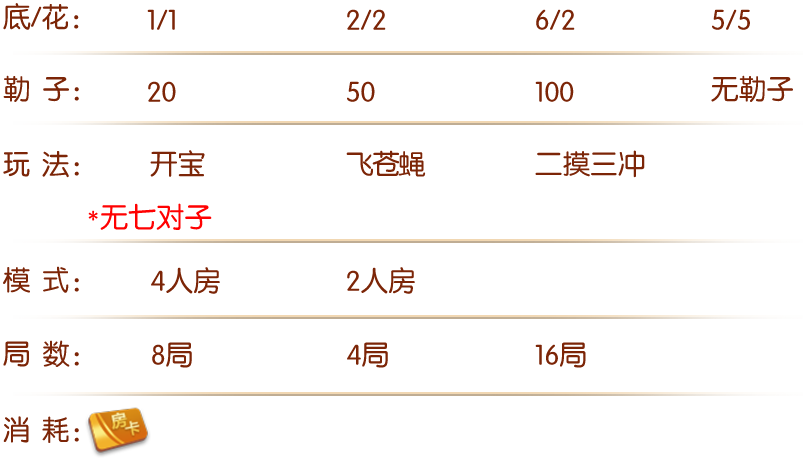 底/花: 1/1 2/2 6/2 5/5
勒 子: 20 50 100 无勒子
玩 法: 开宝 飞苍蝇 二摸三冲
*无七对子
模 式: 4人房 2人房
局 数: 8局 4局 16局
消 耗: 房卡